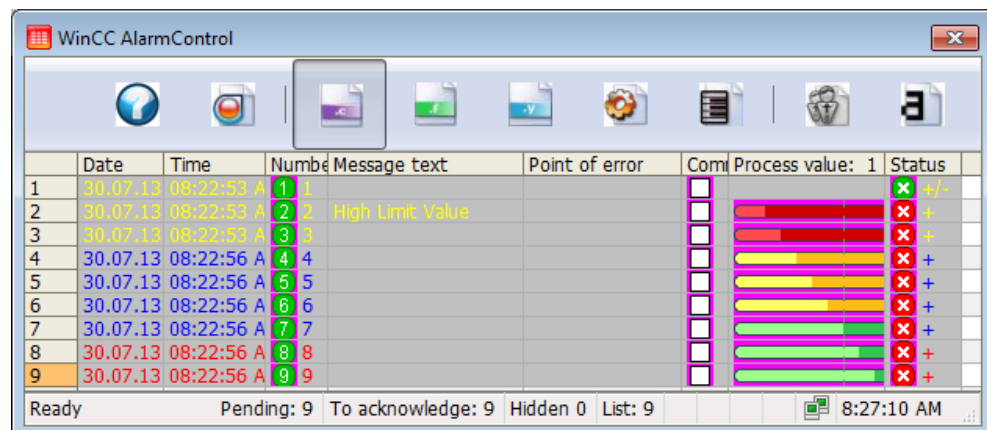 WinCC AlarmControl
.c .f .y a
Date Time Numbe Message text Point of error Comr Process value: 1 Status
1 30.07.13 08:22:53 A 1 1 +/-
2 30.07.13 08:22:53 A 2 2 High Limit Value +
3 30.07.13 08:22:53 A 3 3 +
4 30.07.13 08:22:56 A 4 4 +
5 30.07.13 08:22:56 A 5 5 +
6 30.07.13 08:22:56 A 6 6 +
7 30.07.13 08:22:56 A 7 7 +
8 30.07.13 08:22:56 A 8 8 +
9 30.07.13 08:22:56 A 9 9 +
Ready Pending: 9 To acknowledge: 9 Hidden 0 List: 9 8:27:10 AM